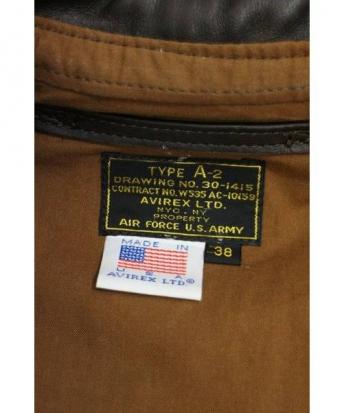 TYPE A-2
DRAWING NO. 30-1415
CONTRACT NO. W535 AC-10159
AVIREX LTD.
NYC. NY
PROPERTY
AIR FORCE U.S. ARMY
38
MADE IN
U S A
AVIREX LTD®